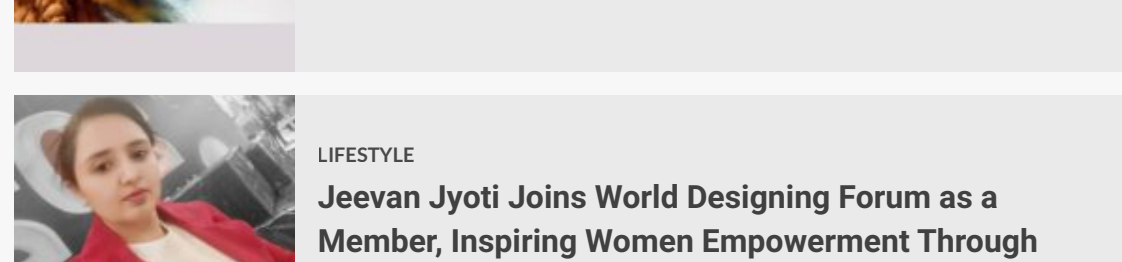 LIFESTYLE
Jeevan Jyoti Joins World Designing Forum as a
Member, Inspiring Women Empowerment Through